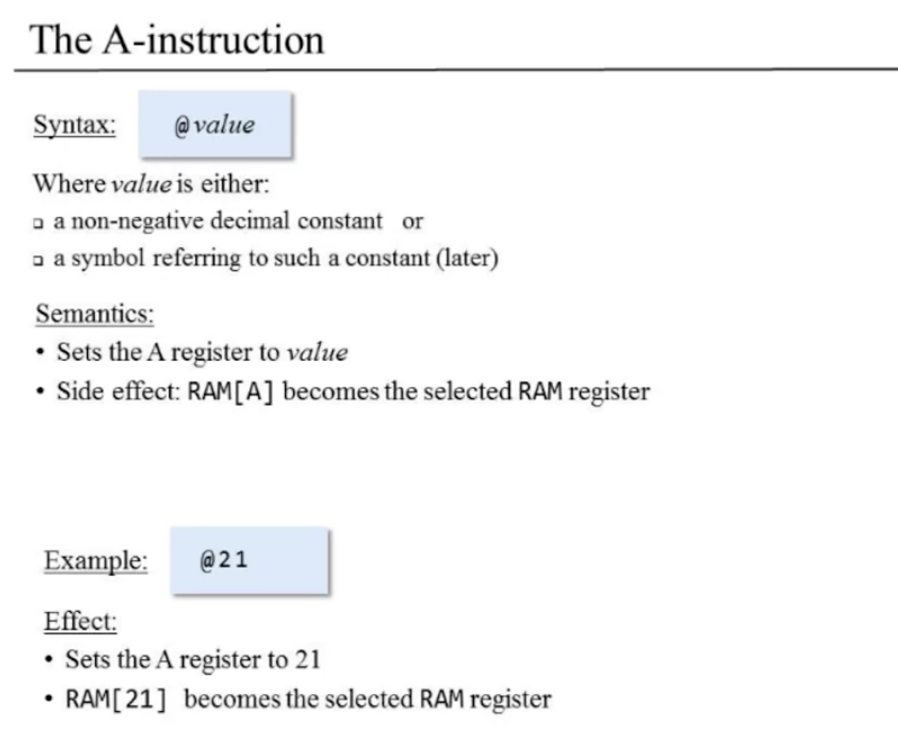 The A-instruction
Syntax: @value
Where value is either:
❑ a non-negative decimal constant or
❑ a symbol referring to such a constant (later)
Semantics:
• Sets the A register to value
• Side effect: RAM[A] becomes the selected RAM register
Example: @21
Effect:
• Sets the A register to 21
• RAM[21] becomes the selected RAM register